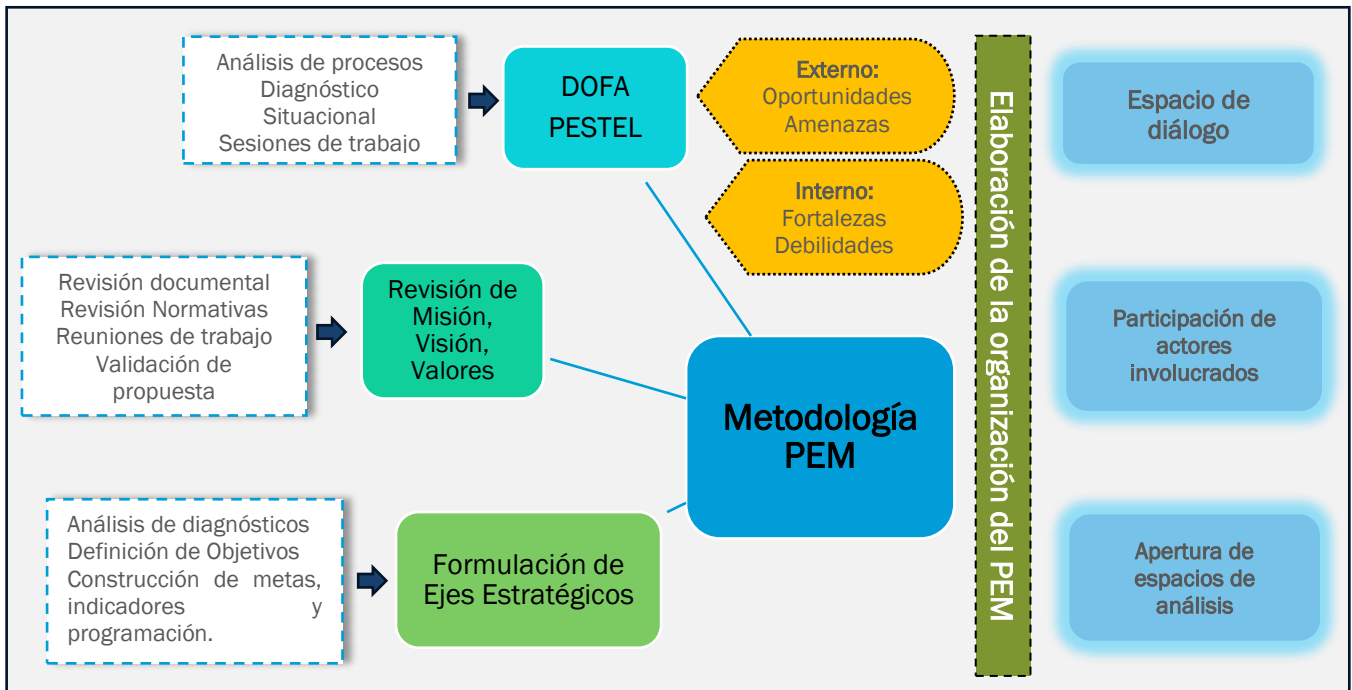 Análisis de procesos
Diagnóstico
Situacional
Sesiones de trabajo
DOFA
PESTEL
Externo:
Oportunidades
Amenazas
Interno:
Fortalezas
Debilidades
Revisión documental
Revisión Normativas
Reuniones de trabajo
Validación de
propuesta
Revisión de
Misión,
Visión,
Valores
Metodología
PEM
Análisis de diagnósticos
Definición de Objetivos
Construcción de metas,
indicadores y
programación.
Formulación de
Ejes Estratégicos
Elaboración de la organización del PEM
Espacio de
diálogo
Participación de
actores
involucrados
Apertura de
espacios de
análisis